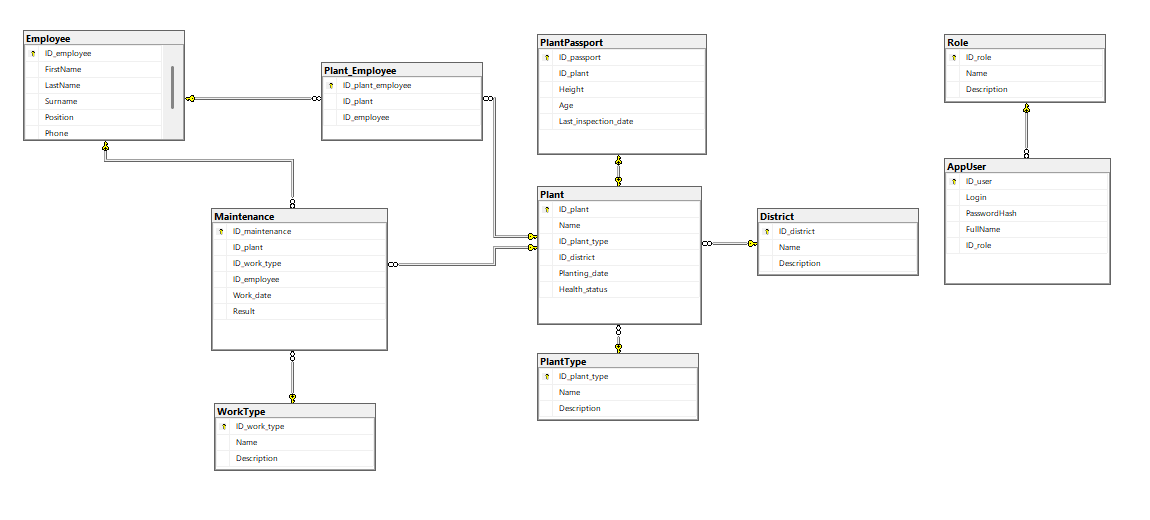 Employee
ID_employee
FirstName
LastName
Surname
Position
Phone
Plant_Employee
ID_plant_employee
ID_plant
ID_employee
PlantPassport
ID_passport
ID_plant
Height
Age
Last_inspection_date
Role
ID_role
Name
Description
AppUser
ID_user
Login
PasswordHash
FullName
ID_role
Maintenance
ID_maintenance
ID_plant
ID_work_type
ID_employee
Work_date
Result
Plant
ID_plant
Name
ID_plant_type
ID_district
Planting_date
Health_status
District
ID_district
Name
Description
PlantType
ID_plant_type
Name
Description
WorkType
ID_work_type
Name
Description